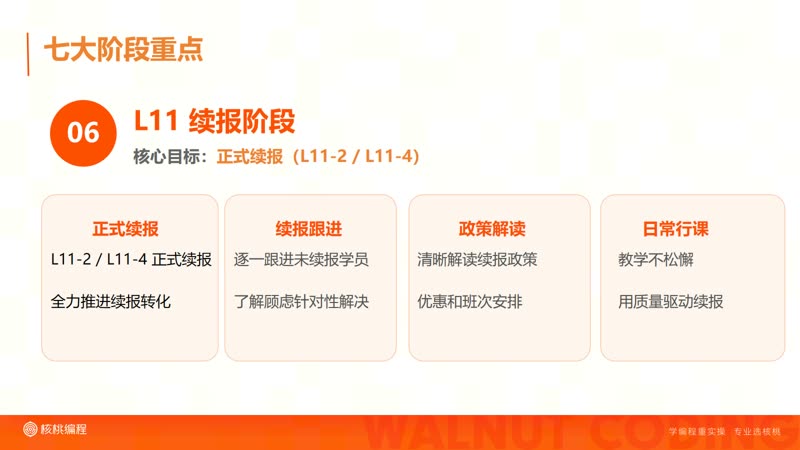 七大阶段重点
06
L11 续报阶段
核心目标：正式续报（L11-2 / L11-4）
正式续报
L11-2 / L11-4 正式续报
全力推进续报转化
续报跟进
逐一跟进未续报学员
了解顾虑针对性解决
政策解读
清晰解读续报政策
优惠和班次安排
日常行课
教学不松懈
用质量驱动续报
核桃编程
WALNUT CODING
学编程重实操 专业选核桃